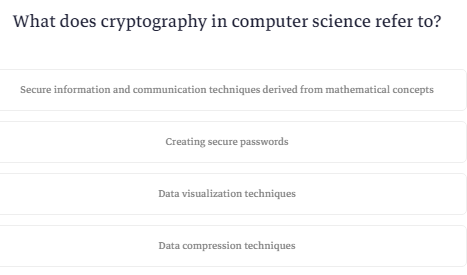 What does cryptography in computer science refer to?
Secure information and communication techniques derived from mathematical concepts
Creating secure passwords
Data visualization techniques
Data compression techniques